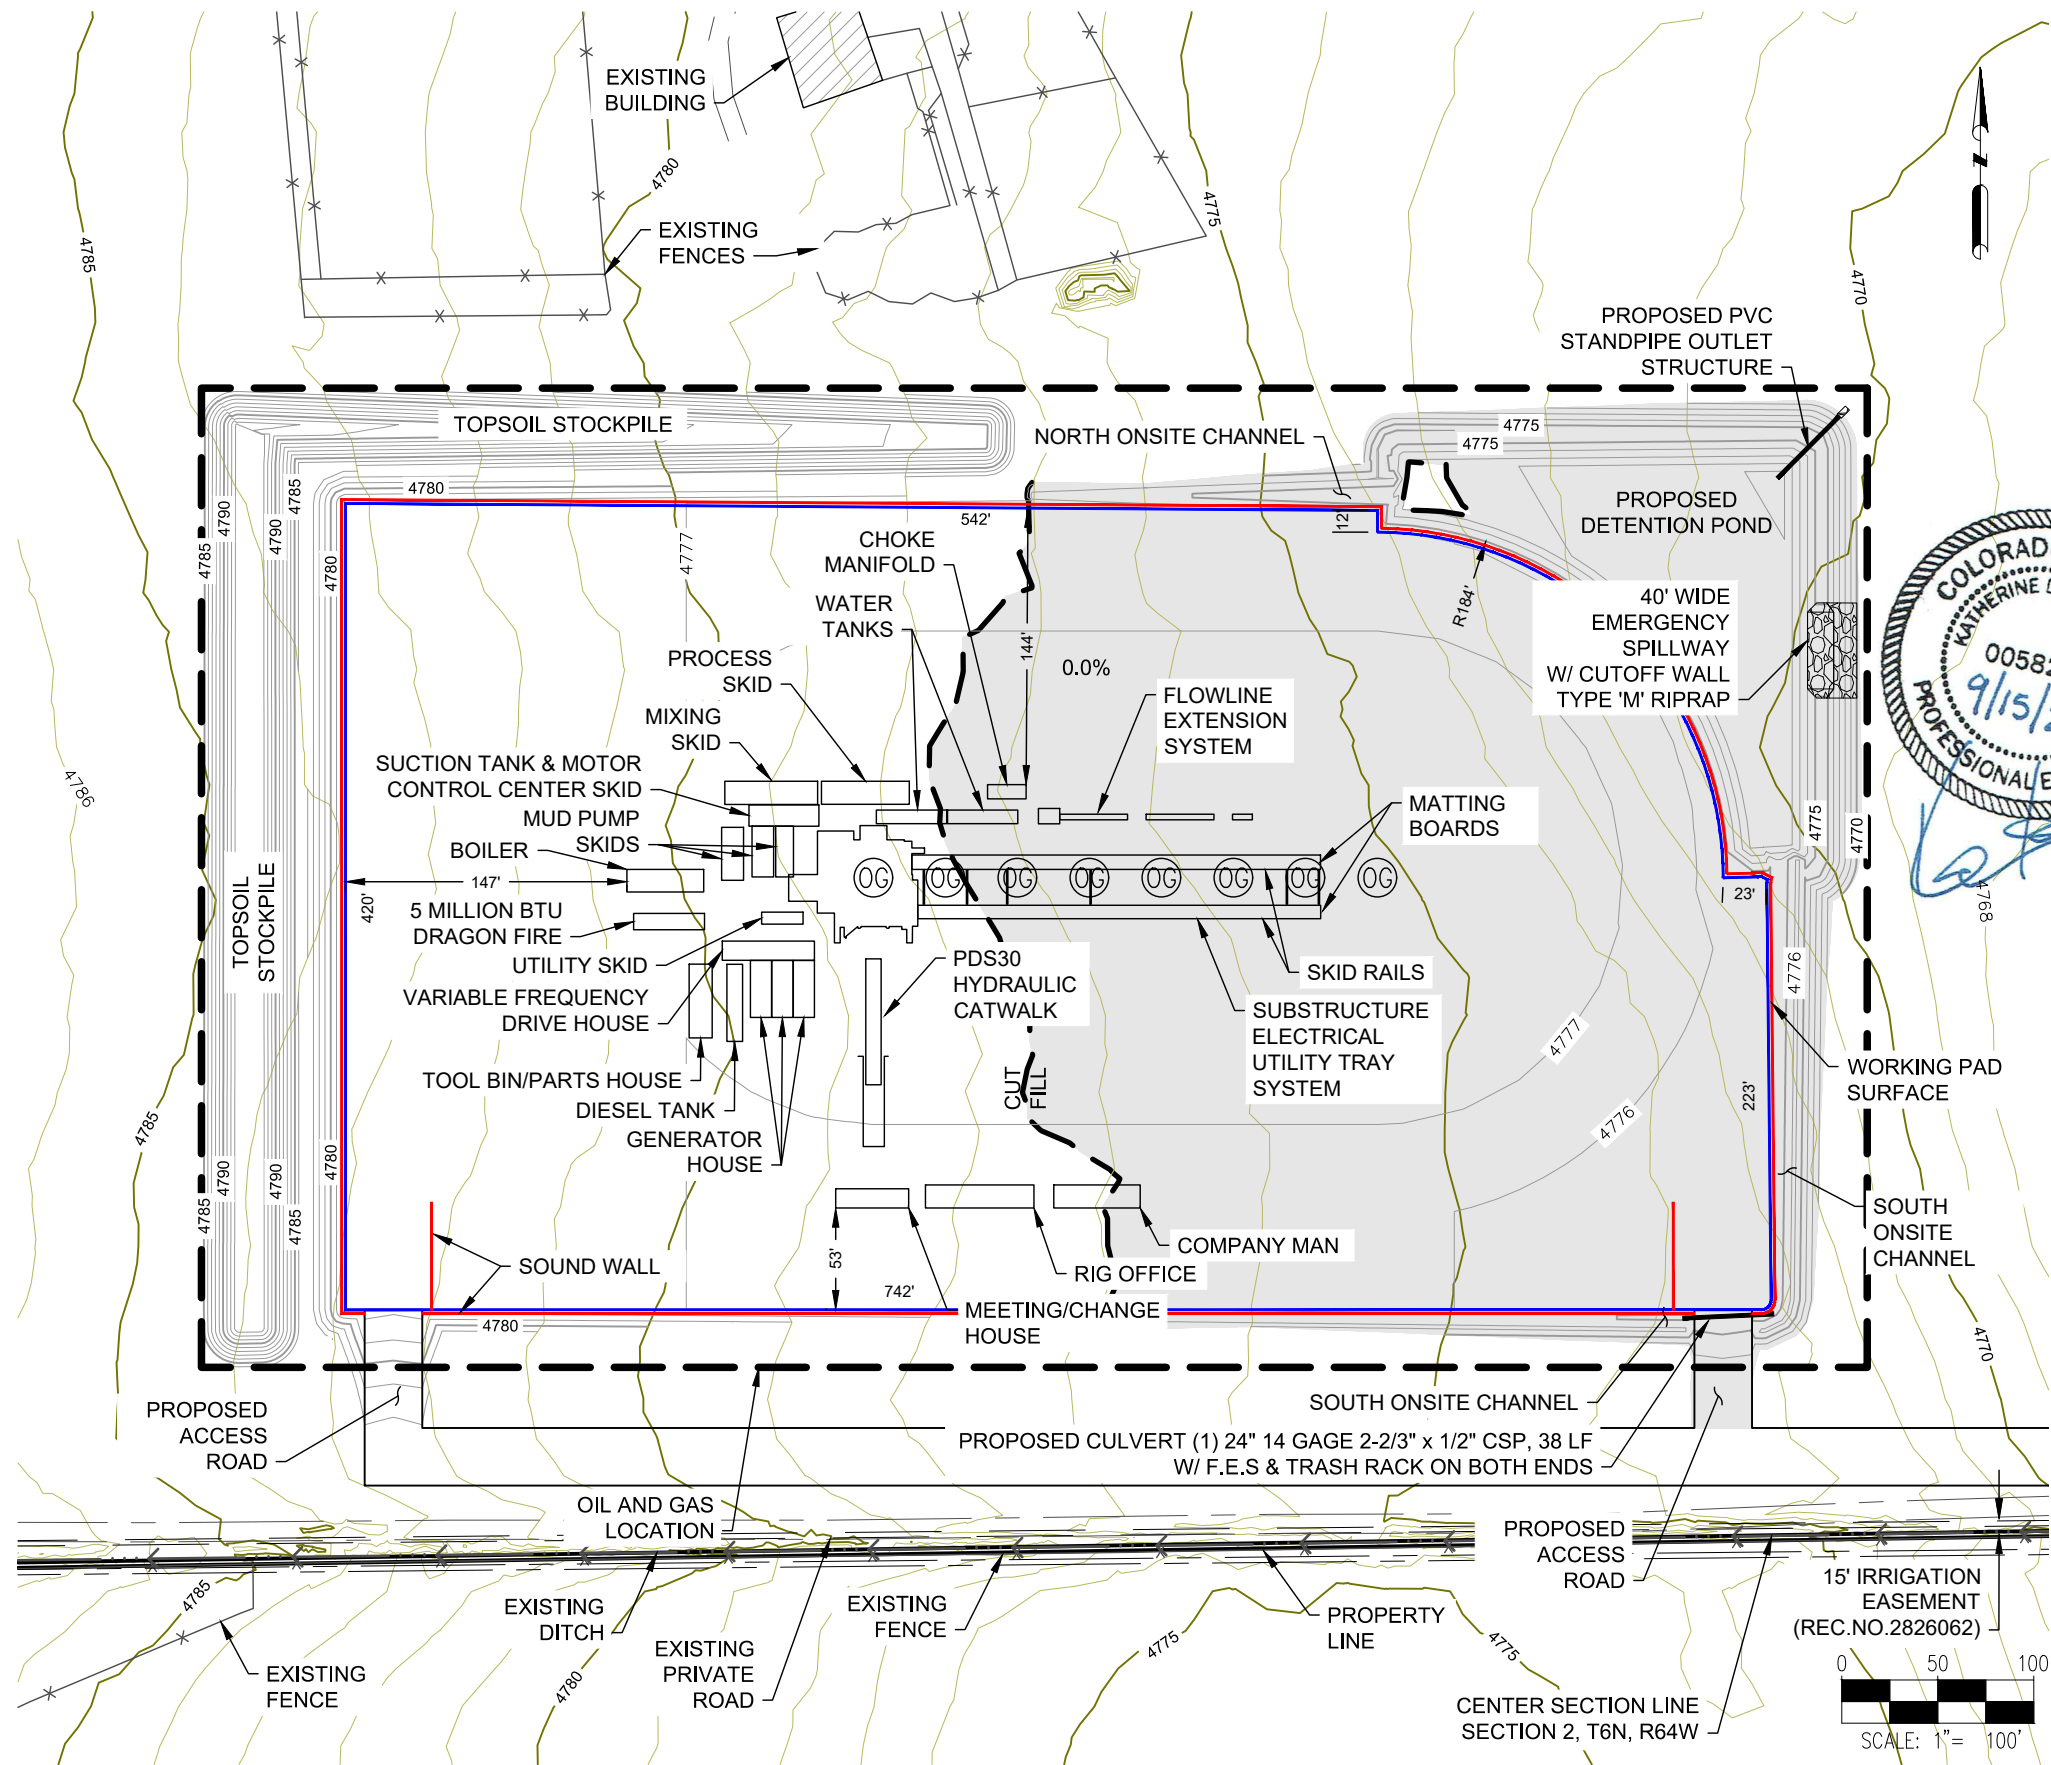 EXISTING
BUILDING
4780
4785
EXISTING
FENCES
4775
4770
PROPOSED PVC
STANDPIPE OUTLET
STRUCTURE
TOPSOIL STOCKPILE
NORTH ONSITE CHANNEL
4775
4775
4780
4785
4790
4790
4785
4780
542'
12'
PROPOSED
DETENTION POND
COLORAD
KATHERINE
0058
9/15/
PROFESSIONAL E
4777
CHOKE
MANIFOLD
WATER
TANKS
144'
R184'
40' WIDE
EMERGENCY
SPILLWAY
W/ CUTOFF WALL
TYPE 'M' RIPRAP
0.0%
PROCESS
SKID
MIXING
SKID
FLOWLINE
EXTENSION
SYSTEM
4786
SUCTION TANK & MOTOR
CONTROL CENTER SKID
MUD PUMP
SKIDS
MATTING
BOARDS
4775
4770
BOILER
147'
OG
OG
OG
OG
OG
OG
OG
OG
23'
4768
420'
5 MILLION BTU
DRAGON FIRE
TOPSOIL
STOCKPILE
UTILITY SKID
PDS30
HYDRAULIC
CATWALK
SKID RAILS
4776
VARIABLE FREQUENCY
DRIVE HOUSE
SUBSTRUCTURE
ELECTRICAL
UTILITY TRAY
SYSTEM
4777
TOOL BIN/PARTS HOUSE
CUT
FILL
WORKING PAD
SURFACE
223'
4776
4785
DIESEL TANK
GENERATOR
HOUSE
4780
4790
4790
4785
4785
SOUTH
ONSITE
CHANNEL
53'
COMPANY MAN
SOUND WALL
RIG OFFICE
742'
MEETING/CHANGE
HOUSE
4780
4770
PROPOSED
ACCESS
ROAD
SOUTH ONSITE CHANNEL
PROPOSED CULVERT (1) 24" 14 GAGE 2-2/3" x 1/2" CSP, 38 LF
W/ F.E.S & TRASH RACK ON BOTH ENDS
OIL AND GAS
LOCATION
PROPOSED
ACCESS
ROAD
4785
EXISTING
DITCH
EXISTING
FENCE
PROPERTY
LINE
15' IRRIGATION
EASEMENT
(REC.NO.2826062)
EXISTING
PRIVATE
ROAD
4775
4775
EXISTING
FENCE
4780
0 50 100
CENTER SECTION LINE
SECTION 2, T6N, R64W
SCALE: 1"= 100'